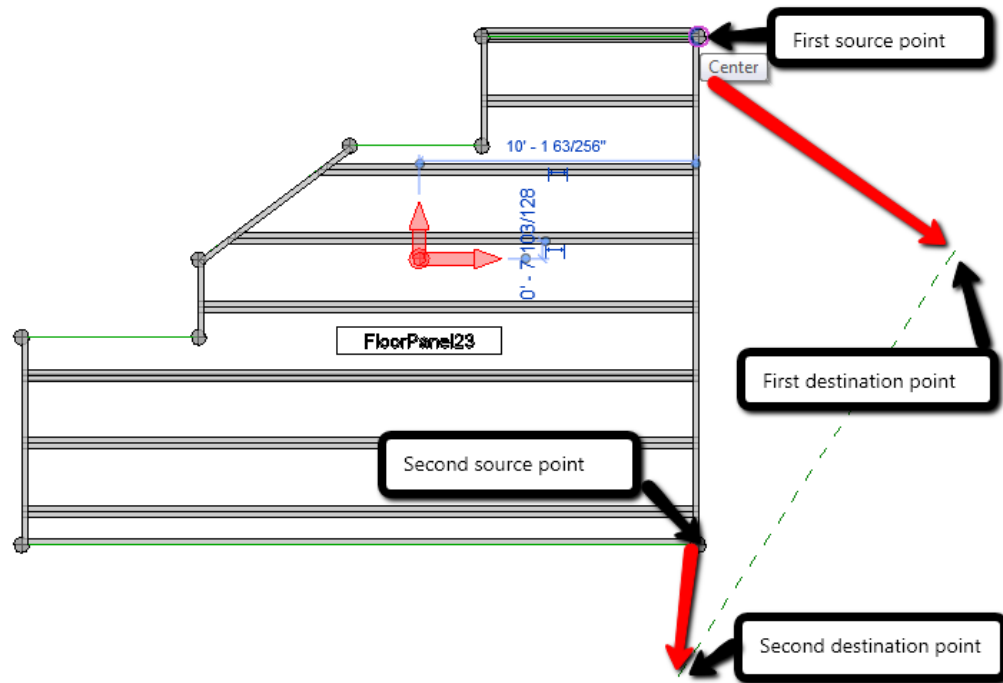 First source point
Center
10' - 1 63/256"
0' - 7 103/128
FloorPanel23
First destination point
Second source point
Second destination point